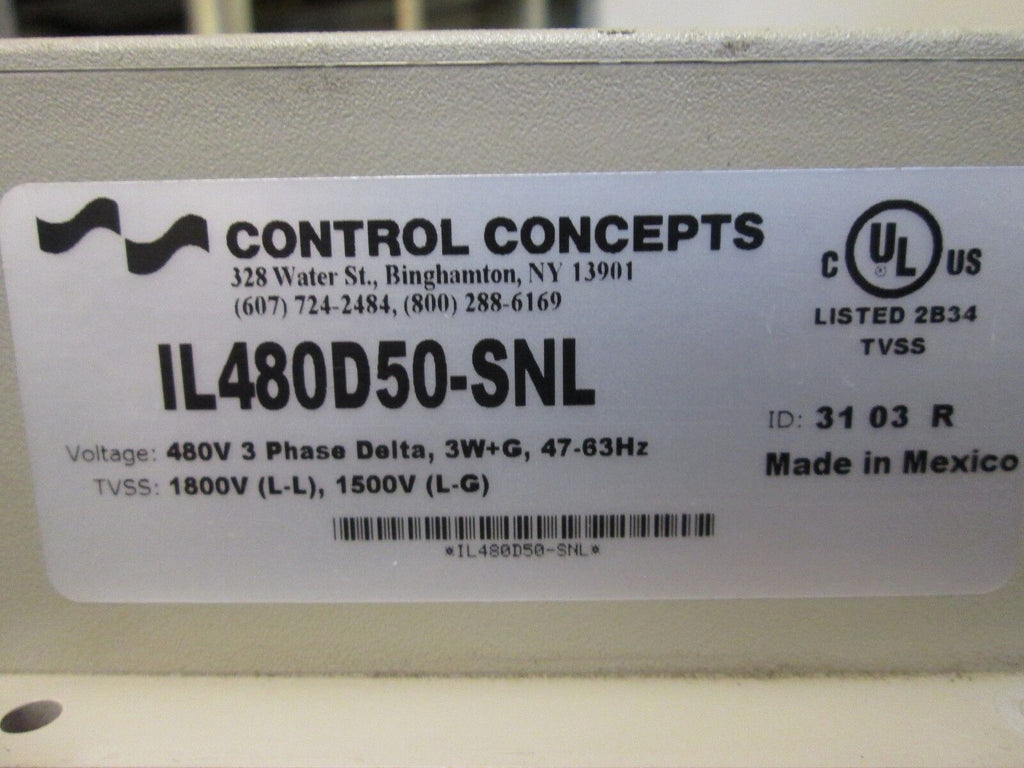 CONTROL CONCEPTS
328 Water St., Binghamton, NY 13901
(607) 724-2484, (800) 288-6169
IL480D50-SNL
Voltage: 480V 3 Phase Delta, 3W+G, 47-63Hz
TVSS: 1800V (L-L), 1500V (L-G)
*IL480D50-SNL*
C UL US
LISTED 2B34
TVSS
ID: 31 03 R
Made in Mexico